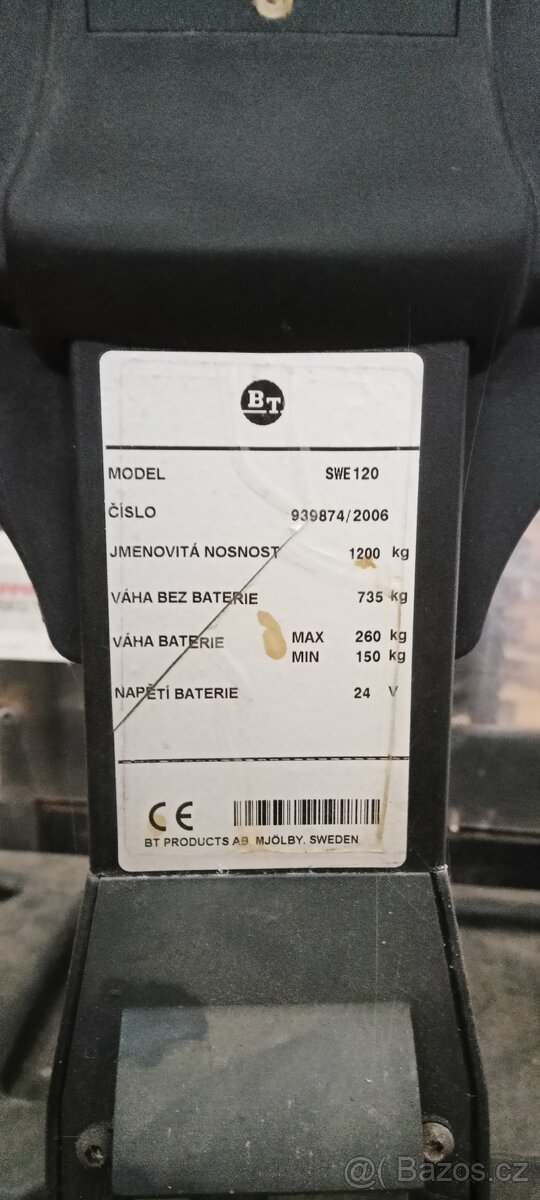 BT
MODEL SWE120
ČÍSLO 939874/2006
JMENOVITÁ NOSNOST 1200 kg
VÁHA BEZ BATERIE 735 kg
VÁHA BATERIE MAX 260 kg
MIN 150 kg
NAPĚTÍ BATERIE 24 V
CE
BT PRODUCTS AB MJÖLBY. SWEDEN
@ Bazos.cz